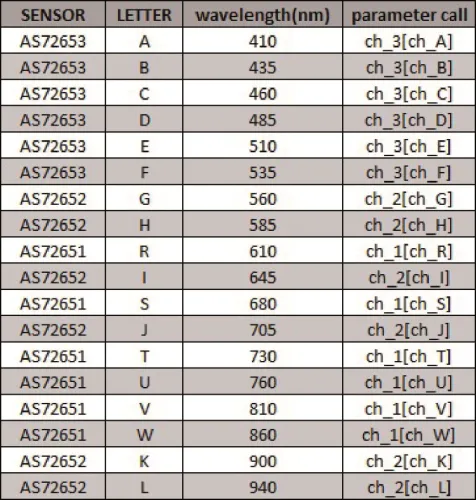 SENSOR LETTER wavelength(nm) parameter call
AS72653 A 410 ch_3[ch_A]
AS72653 B 435 ch_3[ch_B]
AS72653 C 460 ch_3[ch_C]
AS72653 D 485 ch_3[ch_D]
AS72653 E 510 ch_3[ch_E]
AS72653 F 535 ch_3[ch_F]
AS72652 G 560 ch_2[ch_G]
AS72652 H 585 ch_2[ch_H]
AS72651 R 610 ch_1[ch_R]
AS72652 I 645 ch_2[ch_I]
AS72651 S 680 ch_1[ch_S]
AS72652 J 705 ch_2[ch_J]
AS72651 T 730 ch_1[ch_T]
AS72651 U 760 ch_1[ch_U]
AS72651 V 810 ch_1[ch_V]
AS72651 W 860 ch_1[ch_W]
AS72652 K 900 ch_2[ch_K]
AS72652 L 940 ch_2[ch_L]